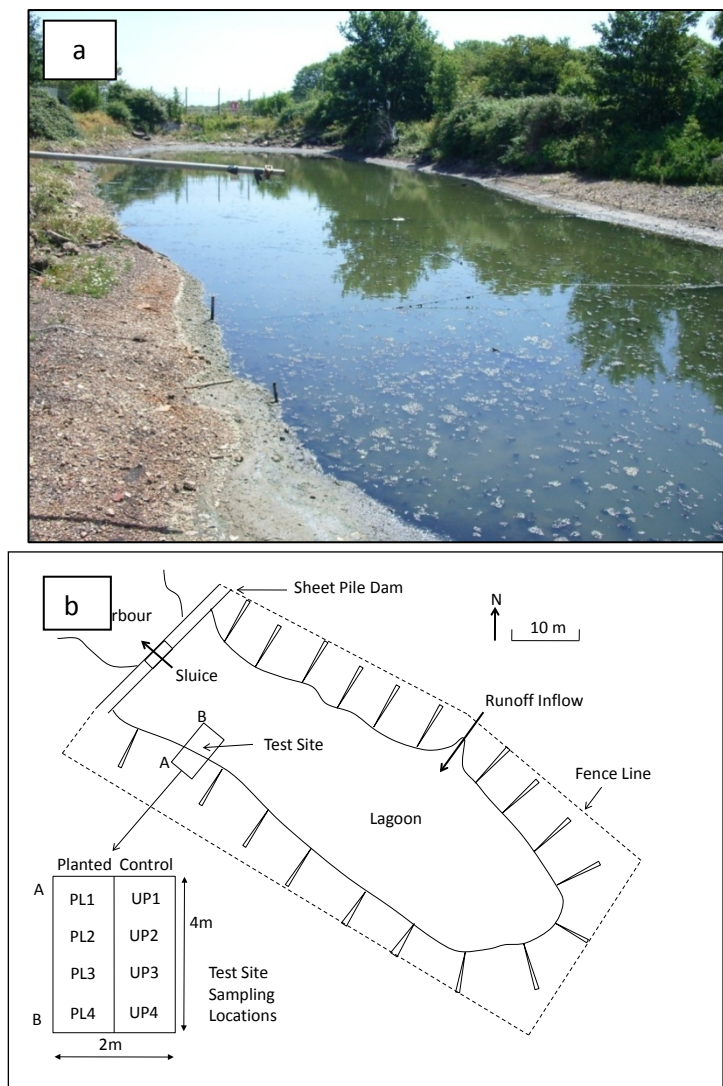 a
b
rbour
Sheet Pile Dam
N
10 m
Sluice
Runoff Inflow
B
Test Site
A
Fence Line
Lagoon
Planted Control
A
PL1 UP1
4m
PL2 UP2
PL3 UP3
Test Site
Sampling
Locations
B
PL4 UP4
2m